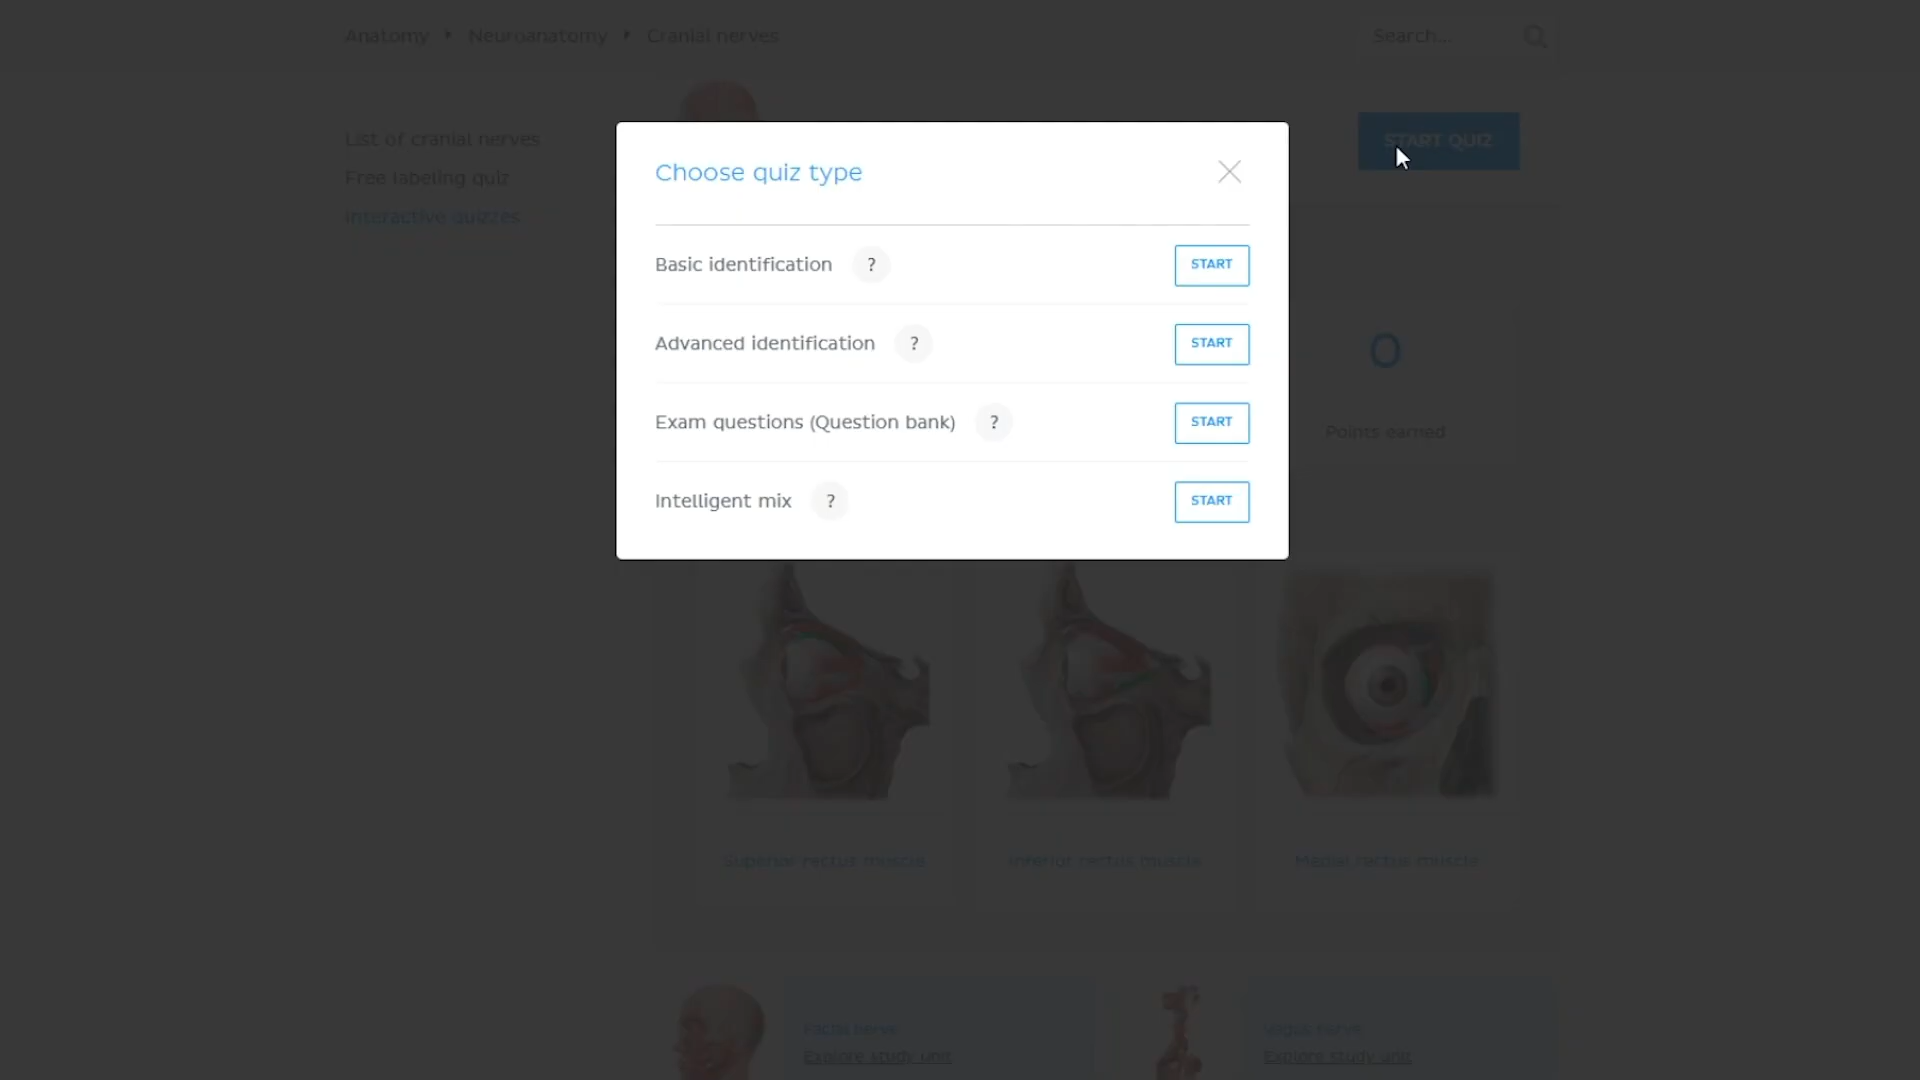 Anatomy
Neuroanatomy
Cranial nerves
Search...
List of cranial nerves
Free labeling quiz
Interactive quizzes
START QUIZ
Choose quiz type
Basic identification ? START
Advanced identification ? START
Exam questions (Question bank) ? START
Intelligent mix ? START
0
Points earned
Superior rectus muscle
Inferior rectus muscle
Medial rectus muscle
Facial nerve
Explore study unit
Vagus nerve
Explore study unit